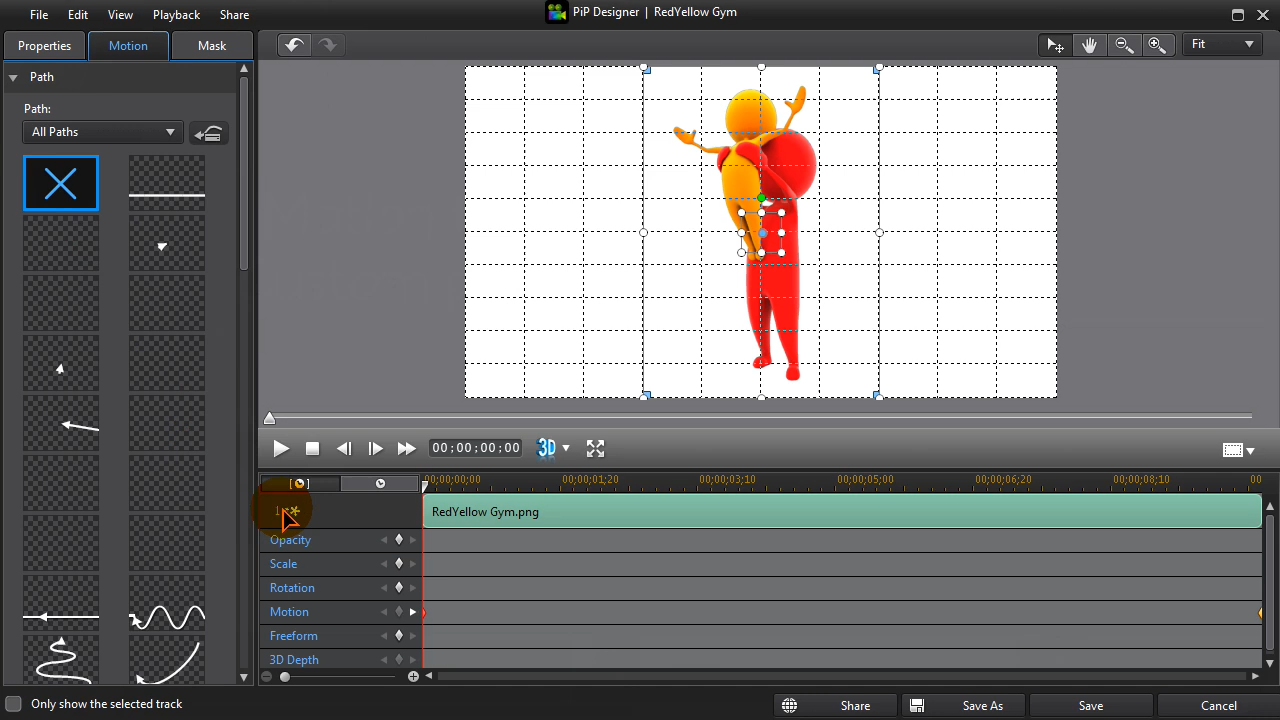 File Edit View Playback Share
PiP Designer | RedYellow Gym
Properties Motion Mask
Fit
Path
Path:
All Paths
00;00;00;00 3D
00;00;00;00 00;00;01;20 00;00;03;10 00;00;05;00 00;00;06;20 00;00;08;10 00
RedYellow Gym.png
Opacity
Scale
Rotation
Motion
Freeform
3D Depth
Only show the selected track
Share Save As Save Cancel